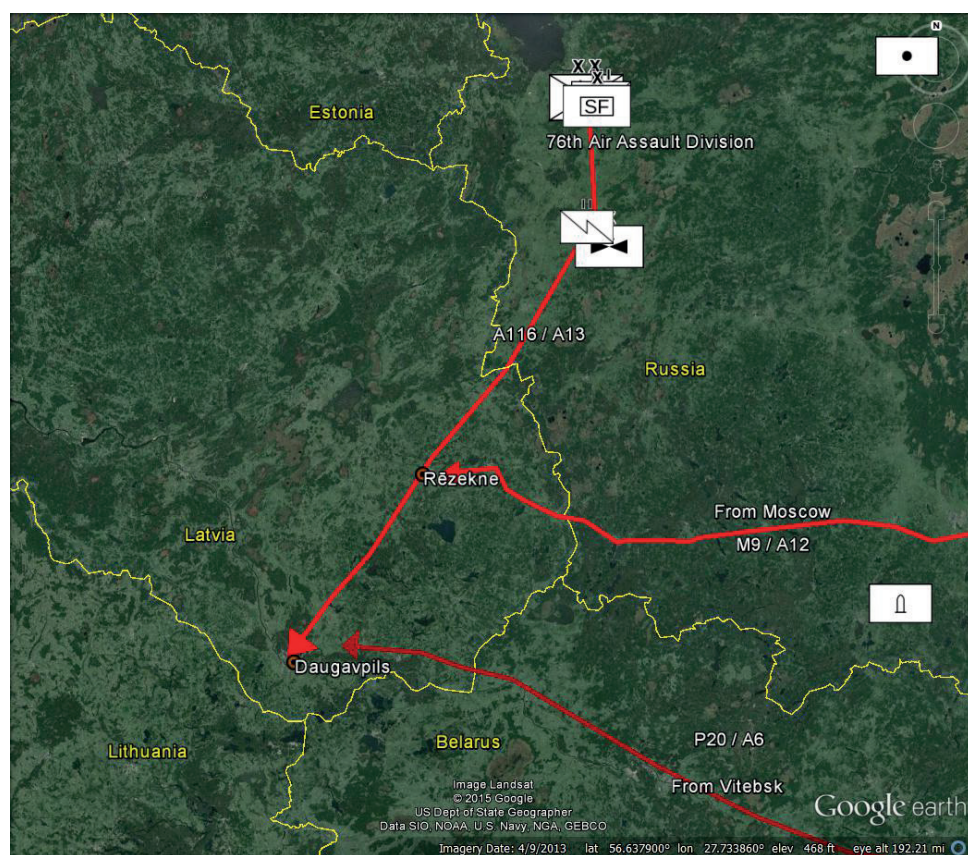 N
X X
X I
SF
Estonia
76th Air Assault Division
II
A116 / A13
Russia
Rēzekne
From Moscow
Latvia
M9 / A12
Daugavpils
P20 / A6
Lithuania
Belarus
From Vitebsk
Image Landsat
© 2015 Google
US Dept of State Geographer
Data SIO, NOAA, U.S. Navy, NGA, GEBCO
Google earth
Imagery Date: 4/9/2013 lat 56.637900° lon 27.733860° elev 468 ft eye alt 192.21 mi